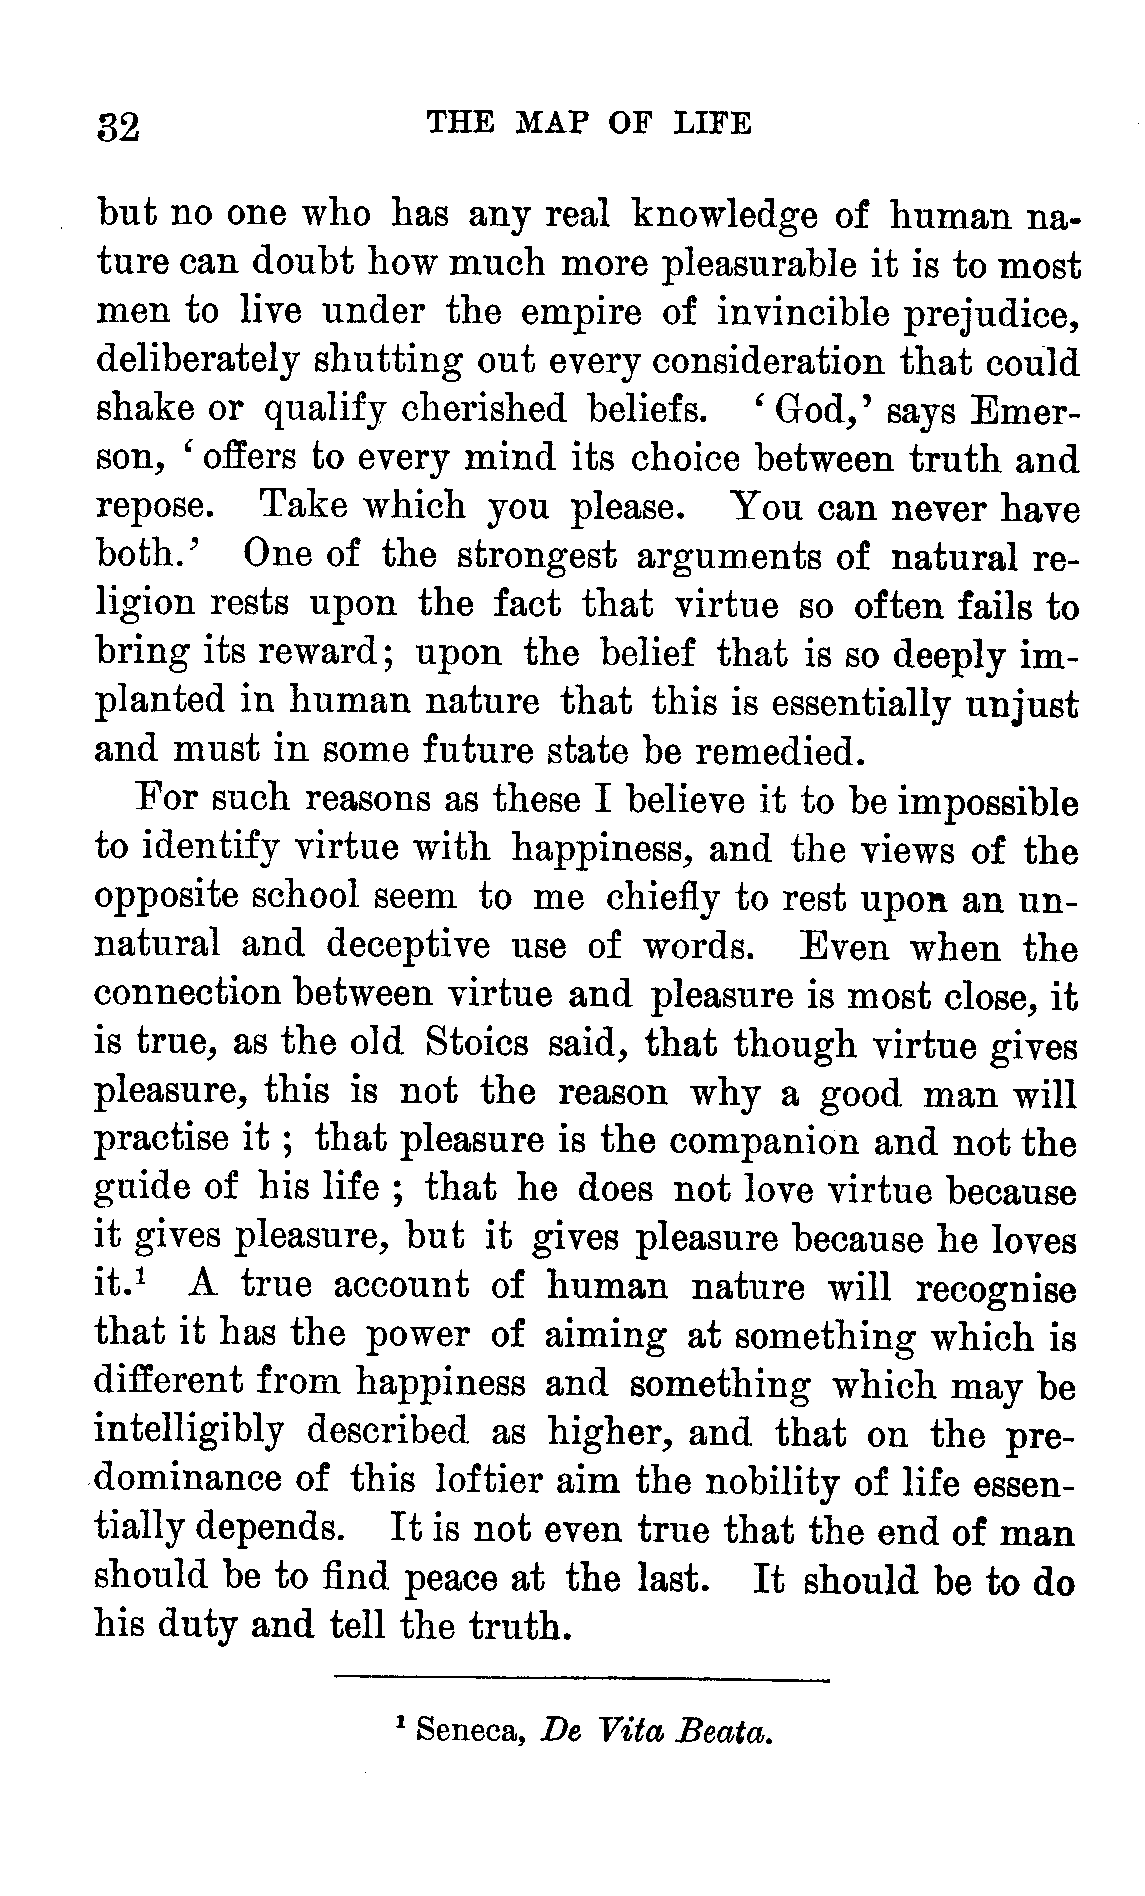 32 THE MAP OF LIFE
but no one who has any real knowledge of human na-
ture can doubt how much more pleasurable it is to most
men to live under the empire of invincible prejudice,
deliberately shutting out every consideration that could
shake or qualify cherished beliefs. ‘God,’ says Emer-
son, ‘offers to every mind its choice between truth and
repose. Take which you please. You can never have
both.’ One of the strongest arguments of natural re-
ligion rests upon the fact that virtue so often fails to
bring its reward; upon the belief that is so deeply im-
planted in human nature that this is essentially unjust
and must in some future state be remedied.
For such reasons as these I believe it to be impossible
to identify virtue with happiness, and the views of the
opposite school seem to me chiefly to rest upon an un-
natural and deceptive use of words. Even when the
connection between virtue and pleasure is most close, it
is true, as the old Stoics said, that though virtue gives
pleasure, this is not the reason why a good man will
practise it ; that pleasure is the companion and not the
guide of his life ; that he does not love virtue because
it gives pleasure, but it gives pleasure because he loves
it.¹ A true account of human nature will recognise
that it has the power of aiming at something which is
different from happiness and something which may be
intelligibly described as higher, and that on the pre-
dominance of this loftier aim the nobility of life essen-
tially depends. It is not even true that the end of man
should be to find peace at the last. It should be to do
his duty and tell the truth.
¹ Seneca, De Vita Beata.